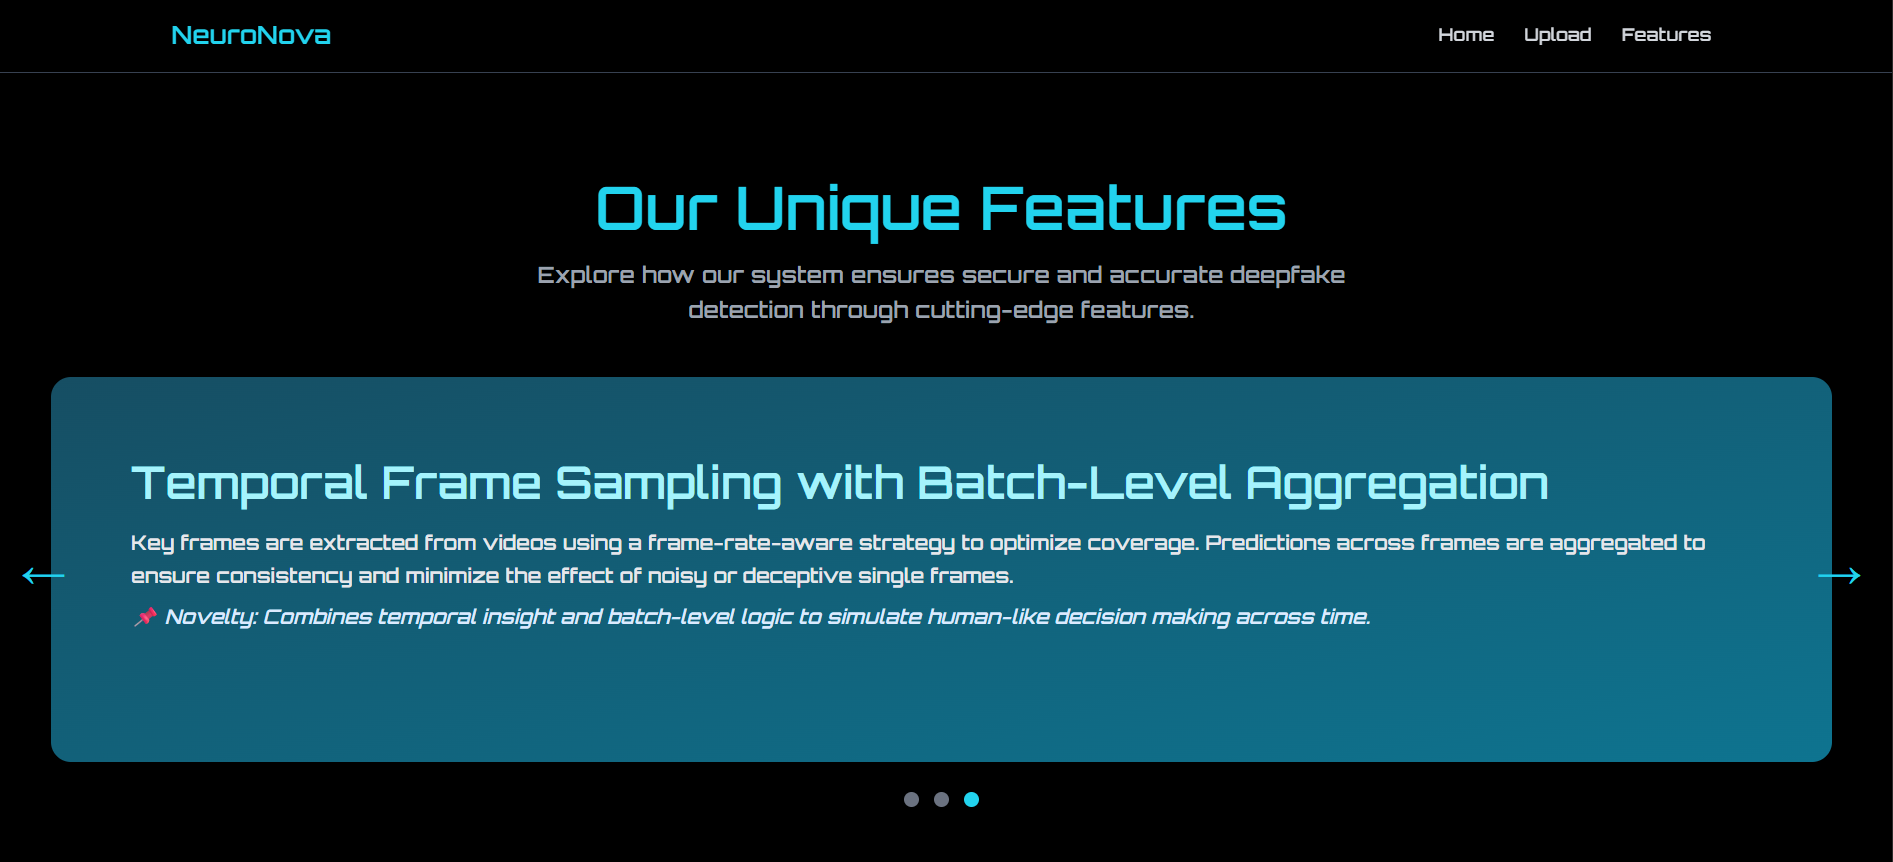 NeuroNova
Home Upload Features
Our Unique Features
Explore how our system ensures secure and accurate deepfake
detection through cutting-edge features.
Temporal Frame Sampling with Batch-Level Aggregation
Key frames are extracted from videos using a frame-rate-aware strategy to optimize coverage. Predictions across frames are aggregated to
ensure consistency and minimize the effect of noisy or deceptive single frames.
📌 Novelty: Combines temporal insight and batch-level logic to simulate human-like decision making across time.